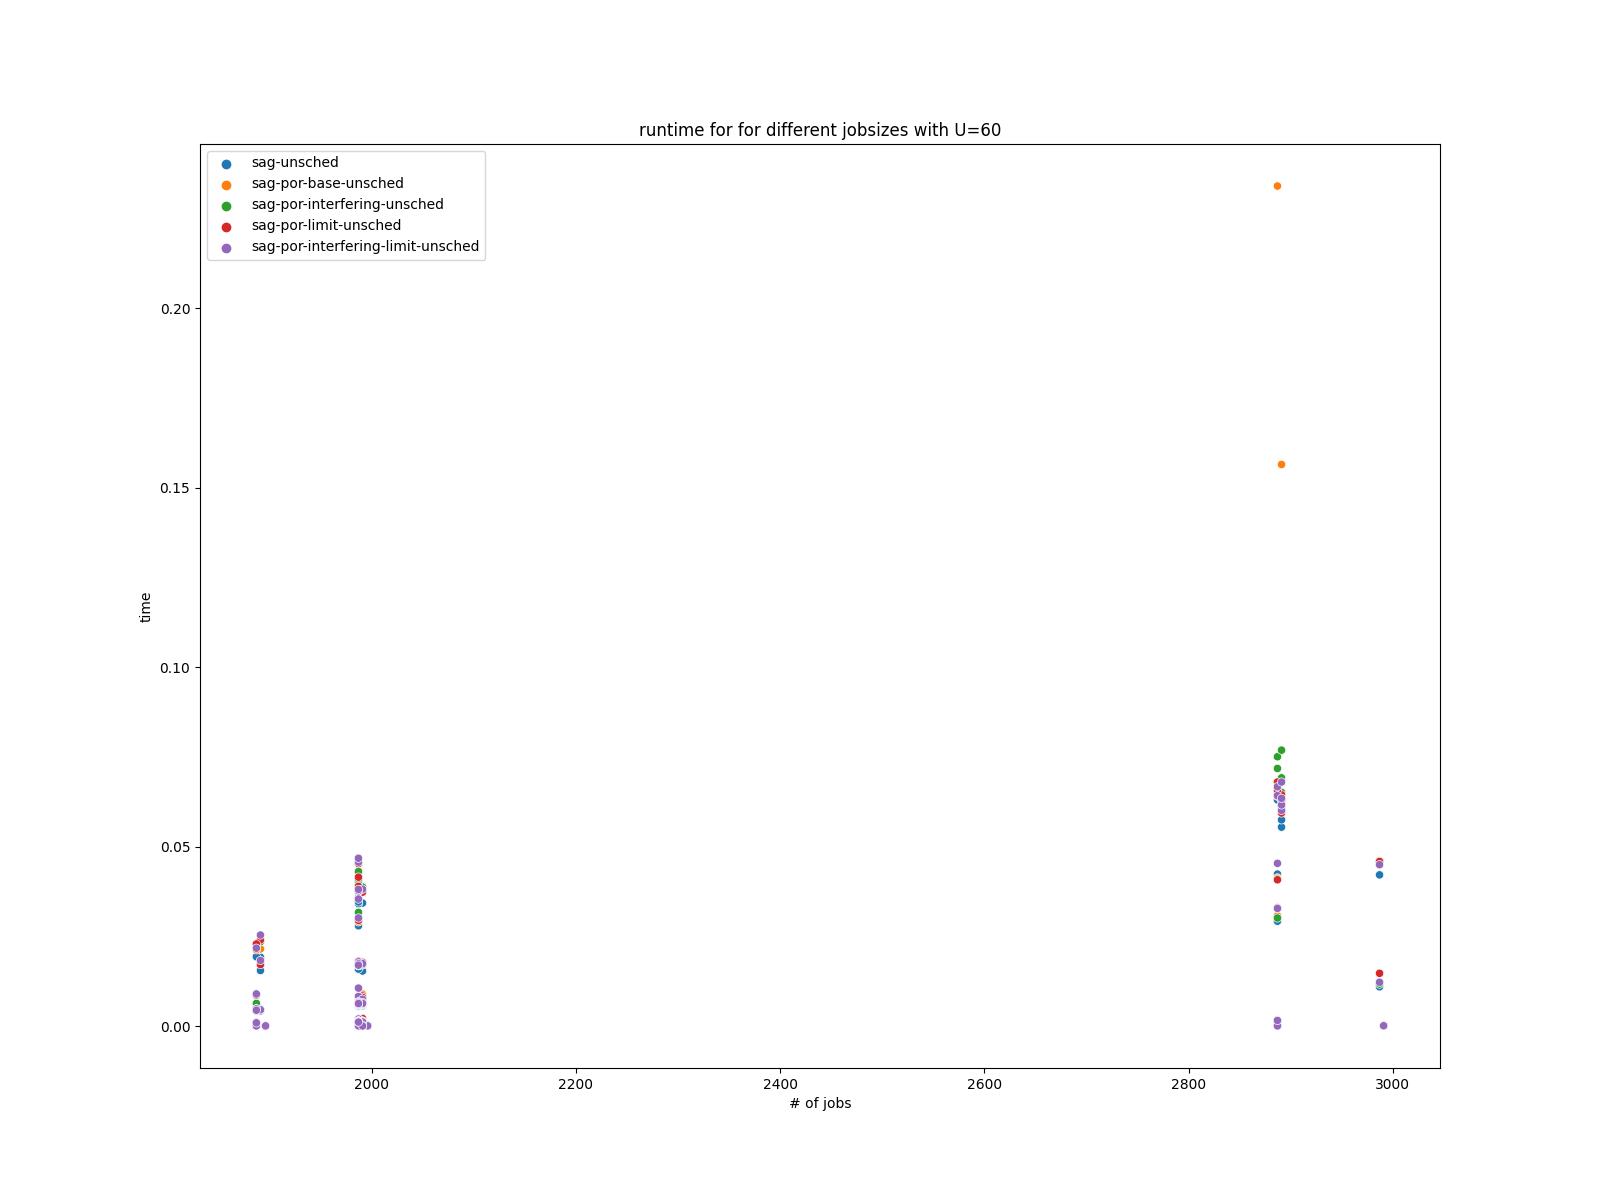 runtime for for different jobsizes with U=60
sag-unsched
sag-por-base-unsched
sag-por-interfering-unsched
sag-por-limit-unsched
sag-por-interfering-limit-unsched
0.20
0.15
0.10
0.05
0.00
time
2000 2200 2400 2600 2800 3000
# of jobs